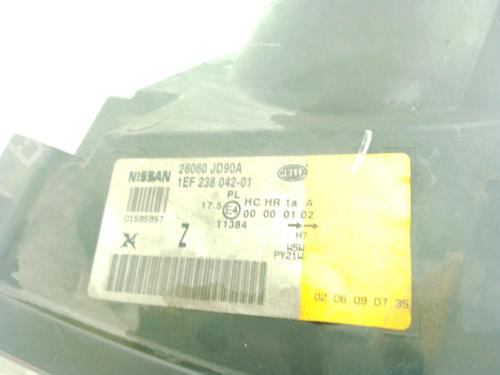 NISSAN
26060 JD90A
1EF 238 042-01
HELLA
PL
17.5 E4 HC HR 1a A
00 00 01 02
01595957
11384
Z
H7
W5W
PY21W
02 06 09 07 35